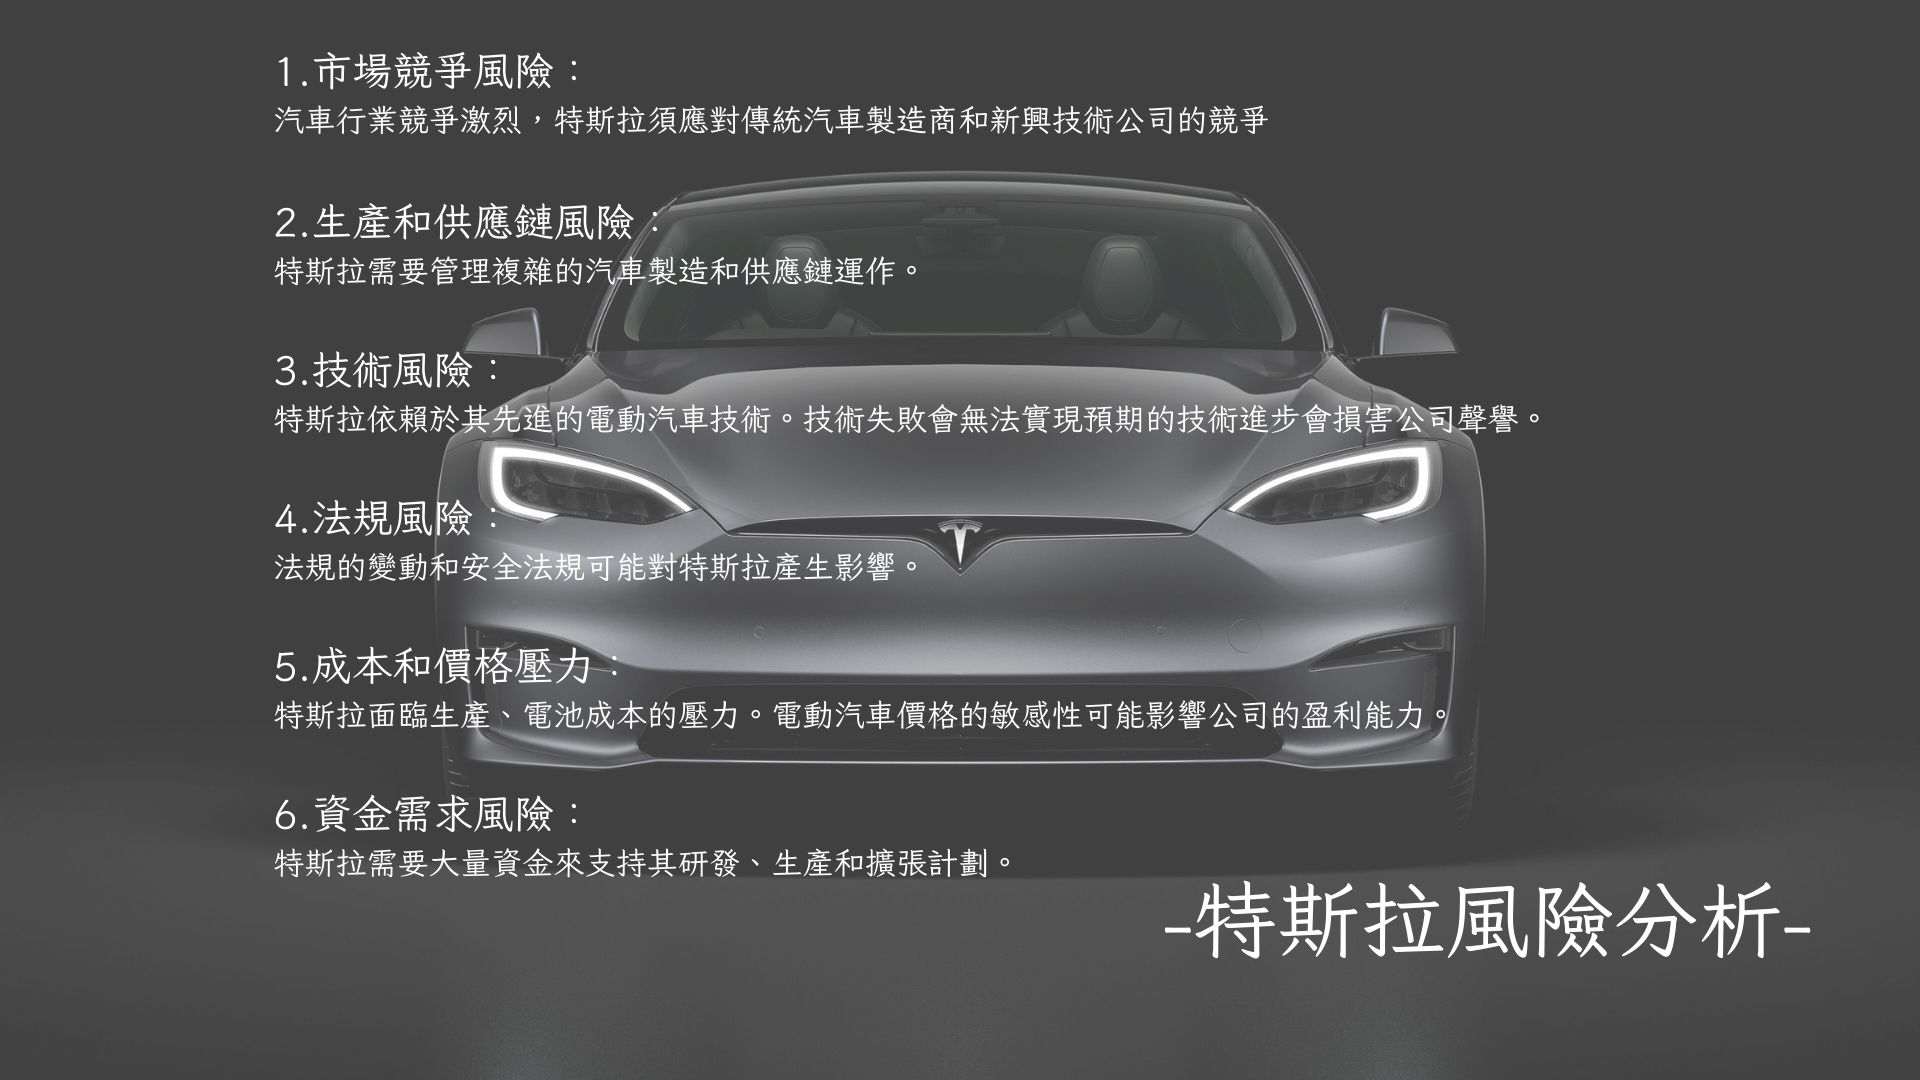 1.市場競爭風險：
汽車行業競爭激烈，特斯拉須應對傳統汽車製造商和新興技術公司的競爭
2.生產和供應鏈風險：
特斯拉需要管理複雜的汽車製造和供應鏈運作。
3.技術風險：
特斯拉依賴於其先進的電動汽車技術。技術失敗會無法實現預期的技術進步會損害公司聲譽。
4.法規風險：
法規的變動和安全法規可能對特斯拉產生影響。
5.成本和價格壓力：
特斯拉面臨生產、電池成本的壓力。電動汽車價格的敏感性可能影響公司的盈利能力。
6.資金需求風險：
特斯拉需要大量資金來支持其研發、生產和擴張計劃。
-特斯拉風險分析-